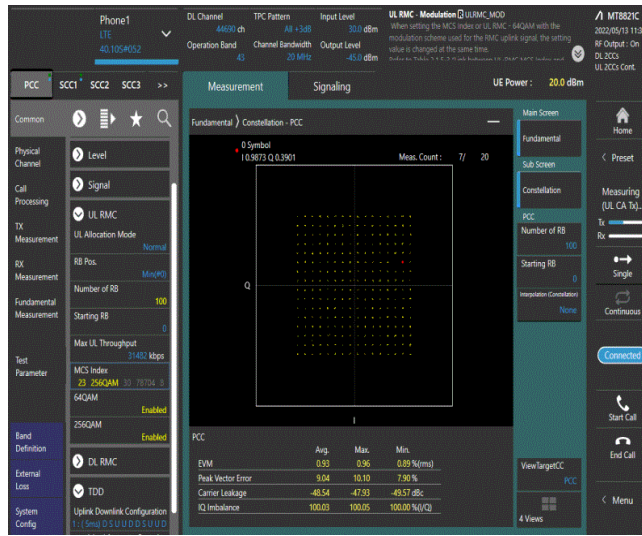 Phone1
LTE
40.105#052
DL Channel
44690 ch
TPC Pattern
All +3dB
Input Level
30.0 dBm
Operation Band
43
Channel Bandwidth
20 MHz
Output Level
-45.0 dBm
UL RMC - Modulation ULRMC_MOD
When setting the MCS index or UL RMC - 64QAM with the
modulation scheme used for the RMC uplink signal, the setting
value is changed at the same time.
MT8821C
2022/05/13 11:3
RF Output : On
DL 2CCs
UL 2CCs Cont.
PCC
SCC1
SCC2
SCC3
>>
Measurement
Signaling
UE Power : 20.0 dBm
Common
Physical
Channel
Call
Processing
TX
Measurement
RX
Measurement
Fundamental
Measurement
Test
Parameter
Band
Definition
External
Loss
System
Config
Level
Signal
UL RMC
UL Allocation Mode
Normal
RB Pos.
Min(#0)
Number of RB
100
Starting RB
0
Max UL Throughput
31482 kbps
MCS Index
23 256QAM 30 78704 8
64QAM
Enabled
256QAM
Enabled
DL RMC
TDD
Uplink Downlink Configuration
1 : ( 5ms) D S U U D D S U U D
Fundamental ❭ Constellation - PCC
0 Symbol
I 0.9873 Q 0.3901
Meas. Count : 7/ 20
Q
I
PCC
Avg. Max. Min.
EVM 0.93 0.96 0.89 %(rms)
Peak Vector Error 9.04 10.10 7.90 %
Carrier Leakage -48.54 -47.93 -49.57 dBc
IQ Imbalance 100.03 100.05 100.00 %(I/Q)
Main Screen
Fundamental
Sub Screen
Constellation
PCC
Number of RB
100
Starting RB
0
Interpolation (Constellation)
None
ViewTargetCC
PCC
4 Views
Home
< Preset
Measuring
(UL CA Tx)..
Tx
Rx
Single
Continuous
Connected
Start Call
End Call
< Menu